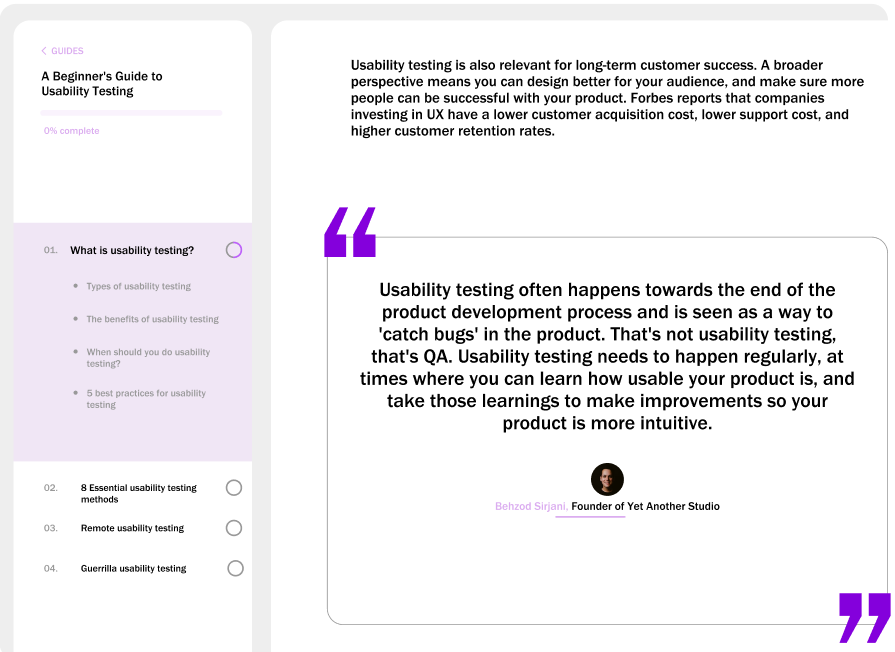 GUIDES
A Beginner's Guide to
Usability Testing
0% complete
01. What is usability testing?
Types of usability testing
The benefits of usability testing
When should you do usability
testing?
5 best practices for usability
testing
02. 8 Essential usability testing
methods
03. Remote usability testing
04. Guerrilla usability testing
Usability testing is also relevant for long-term customer success. A broader
perspective means you can design better for your audience, and make sure more
people can be successful with your product. Forbes reports that companies
investing in UX have a lower customer acquisition cost, lower support cost, and
higher customer retention rates.
“
Usability testing often happens towards the end of the
product development process and is seen as a way to
'catch bugs' in the product. That's not usability testing,
that's QA. Usability testing needs to happen regularly, at
times where you can learn how usable your product is, and
take those learnings to make improvements so your
product is more intuitive.
Behzod Sirjani, Founder of Yet Another Studio
”